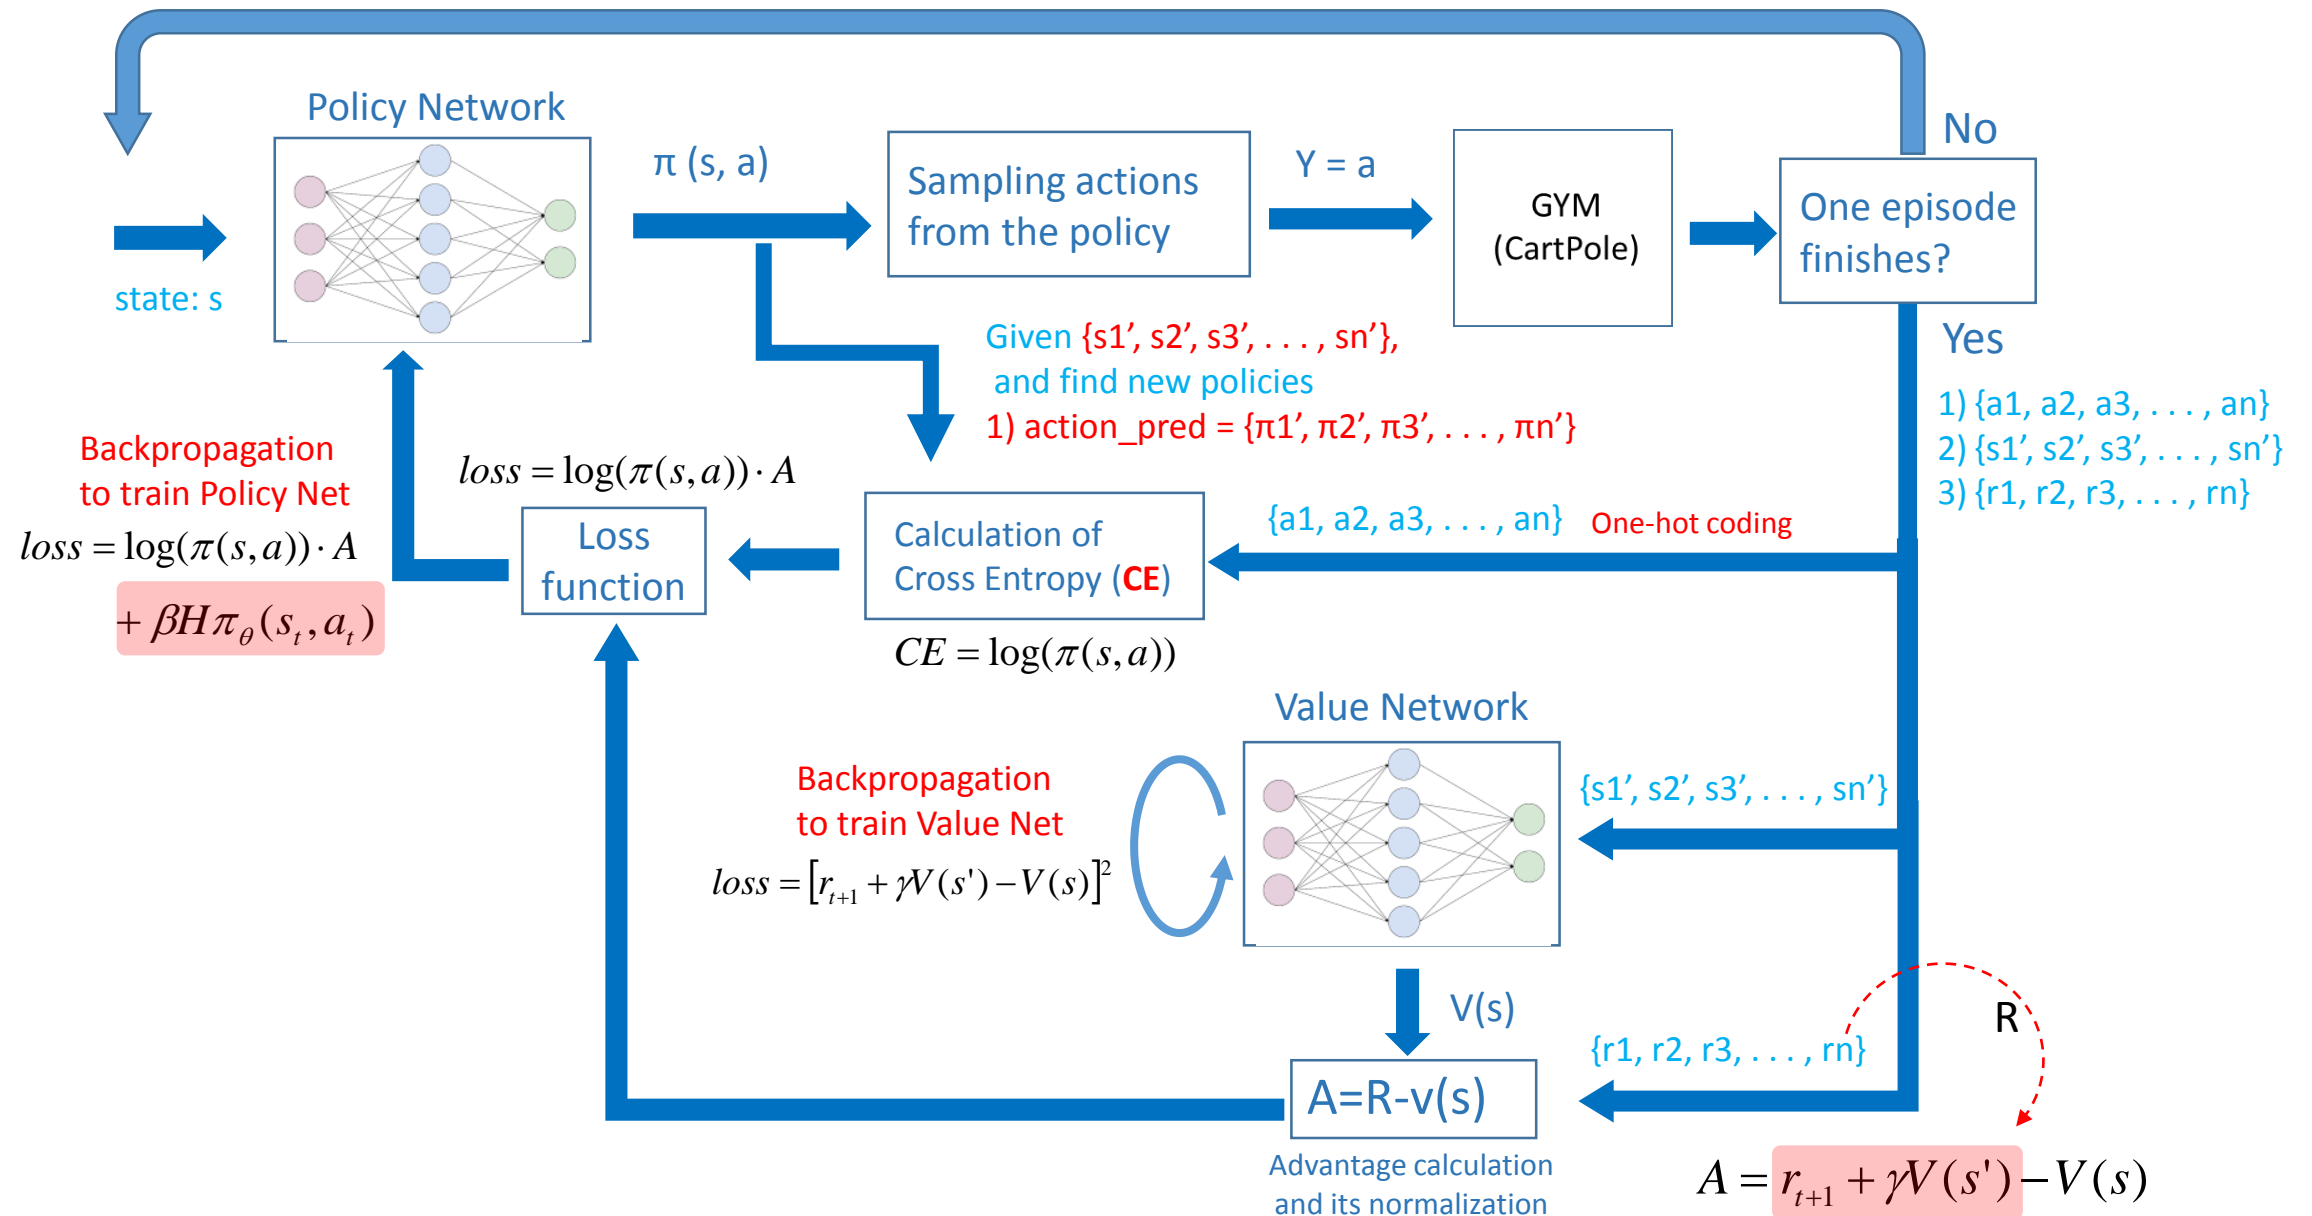 Policy Network
π (s, a)
Sampling actions
from the policy
Y = a
GYM
(CartPole)
No
One episode
finishes?
state: s
Yes
1) {a1, a2, a3, . . . , an}
2) {s1', s2', s3', . . . , sn'}
3) {r1, r2, r3, . . . , rn}
Given {s1’, s2’, s3’, . . . , sn’},
and find new policies
1) action_pred = {π1’, π2’, π3’, . . . , πn’}
Backpropagation
to train Policy Net
loss = log(π(s,a))· A
+ βHπ_θ(s_t, a_t)
loss = log(π(s,a))· A
Loss
function
Calculation of
Cross Entropy (CE)
CE = log(π(s,a))
{a1, a2, a3, . . . , an} One-hot coding
Value Network
Backpropagation
to train Value Net
loss = [r_{t+1} + γV(s') − V(s)]²
{s1’, s2’, s3’, . . . , sn’}
V(s)
R
{r1, r2, r3, . . . , rn}
A=R-v(s)
Advantage calculation
and its normalization
A = r_{t+1} + γV(s') − V(s)